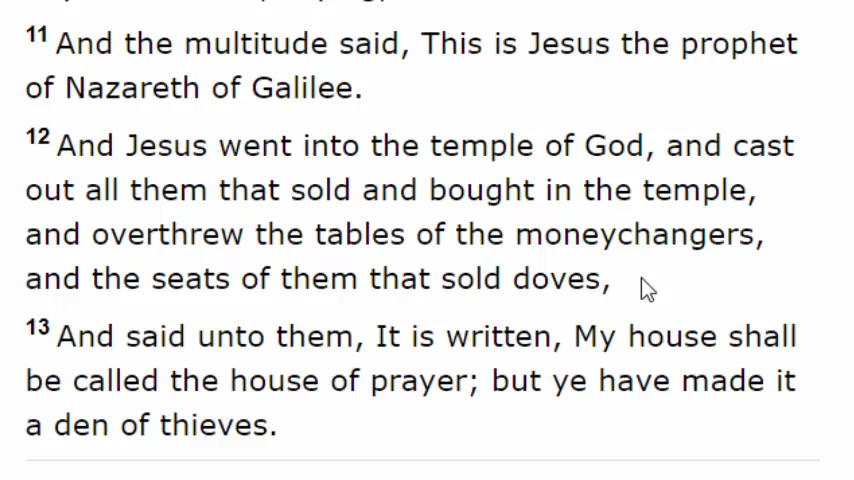 11 And the multitude said, This is Jesus the prophet
of Nazareth of Galilee.
12 And Jesus went into the temple of God, and cast
out all them that sold and bought in the temple,
and overthrew the tables of the moneychangers,
and the seats of them that sold doves,
13 And said unto them, It is written, My house shall
be called the house of prayer; but ye have made it
a den of thieves.